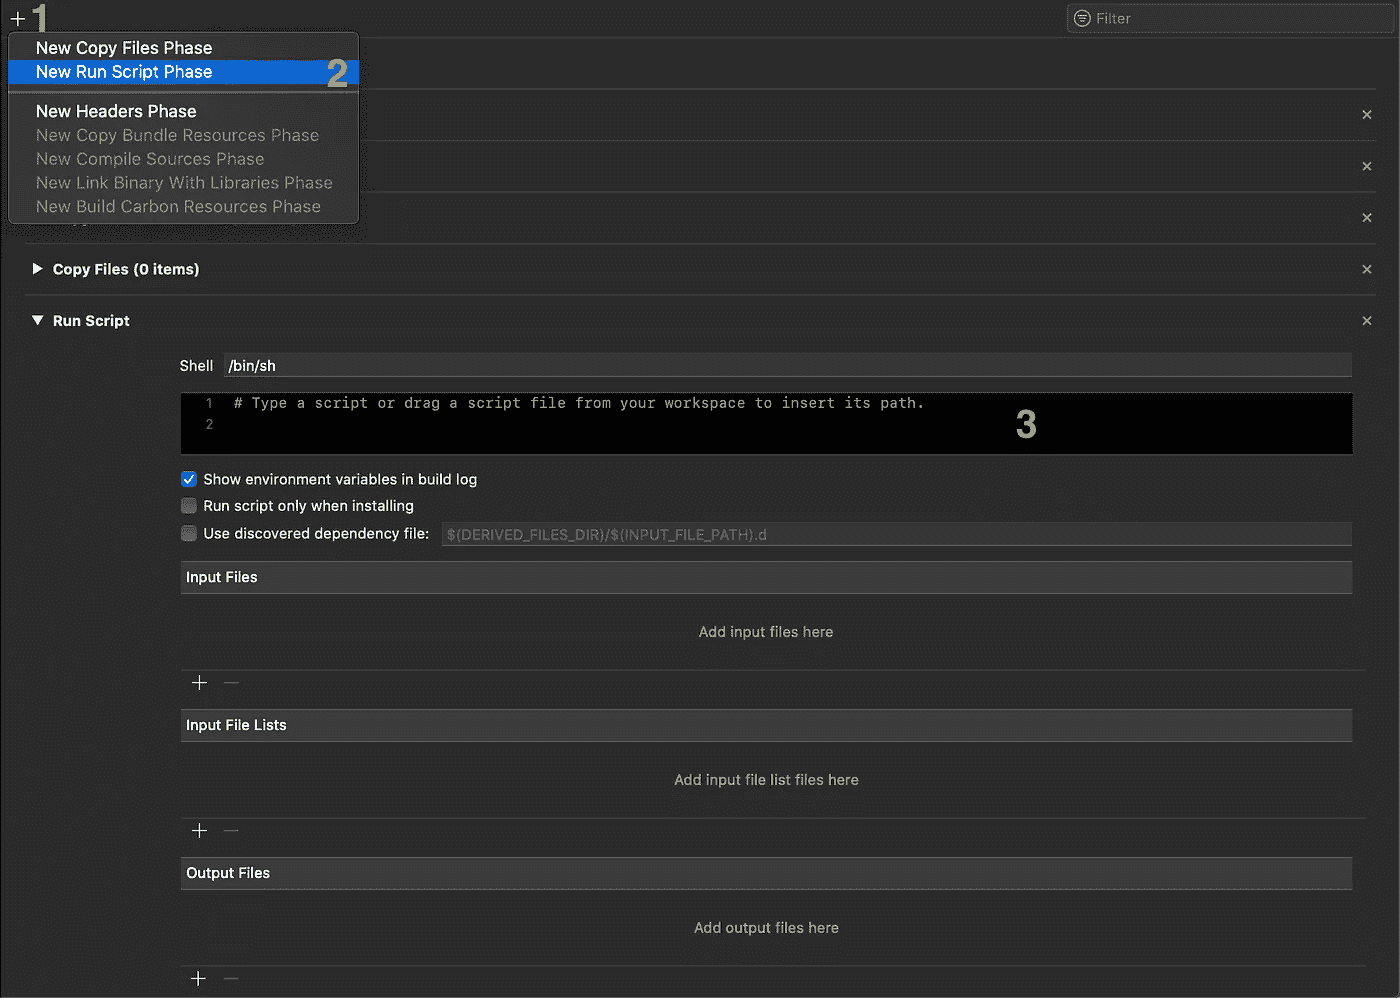 + 1
Filter
New Copy Files Phase
New Run Script Phase 2
New Headers Phase
New Copy Bundle Resources Phase
New Compile Sources Phase
New Link Binary With Libraries Phase
New Build Carbon Resources Phase
Copy Files (0 items)
Run Script
Shell /bin/sh
1 # Type a script or drag a script file from your workspace to insert its path.
2
3
Show environment variables in build log
Run script only when installing
Use discovered dependency file: $(DERIVED_FILES_DIR)/$(INPUT_FILE_PATH).d
Input Files
Add input files here
+ —
Input File Lists
Add input file list files here
+ —
Output Files
Add output files here
+ —